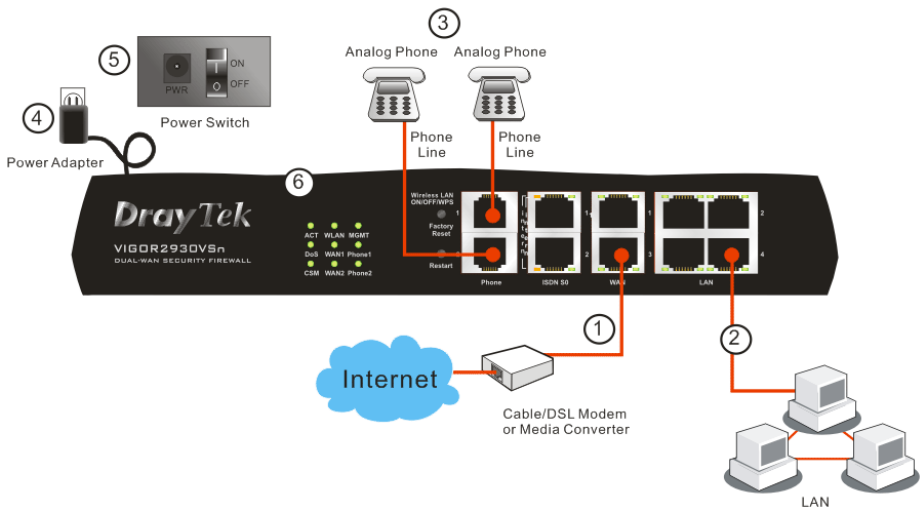 3
Analog Phone
Analog Phone
5
ON
OFF
PWR
Power Switch
4
Power Adapter
Phone
Line
Phone
Line
6
DrayTek
VIGOR2930VSn
DUAL-WAN SECURITY FIREWALL
ACT WLAN MGMT
DoS WAN1 Phone1
CSM WAN2 Phone2
Wireless LAN
ON/OFF/WPS
Factory
Reset
Restart
1
1
2
1
3
2
4
Phone
ISDN S0
WAN
LAN
1
2
Internet
Cable/DSL Modem
or Media Converter
LAN